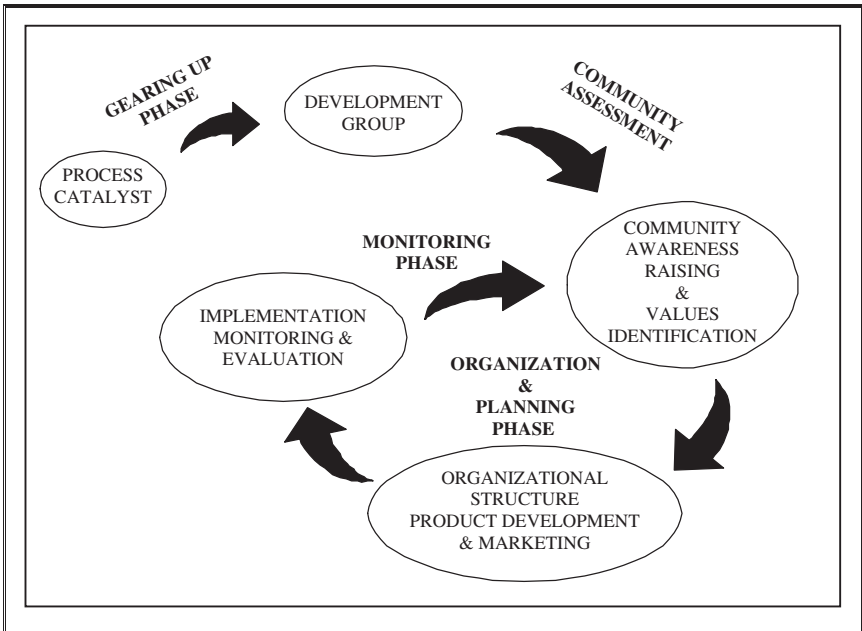 GEARING UP
PHASE
DEVELOPMENT
GROUP
COMMUNITY
ASSESSMENT
PROCESS
CATALYST
COMMUNITY
AWARENESS
RAISING
&
VALUES
IDENTIFICATION
MONITORING
PHASE
IMPLEMENTATION
MONITORING &
EVALUATION
ORGANIZATION
&
PLANNING
PHASE
ORGANIZATIONAL
STRUCTURE
PRODUCT DEVELOPMENT
& MARKETING